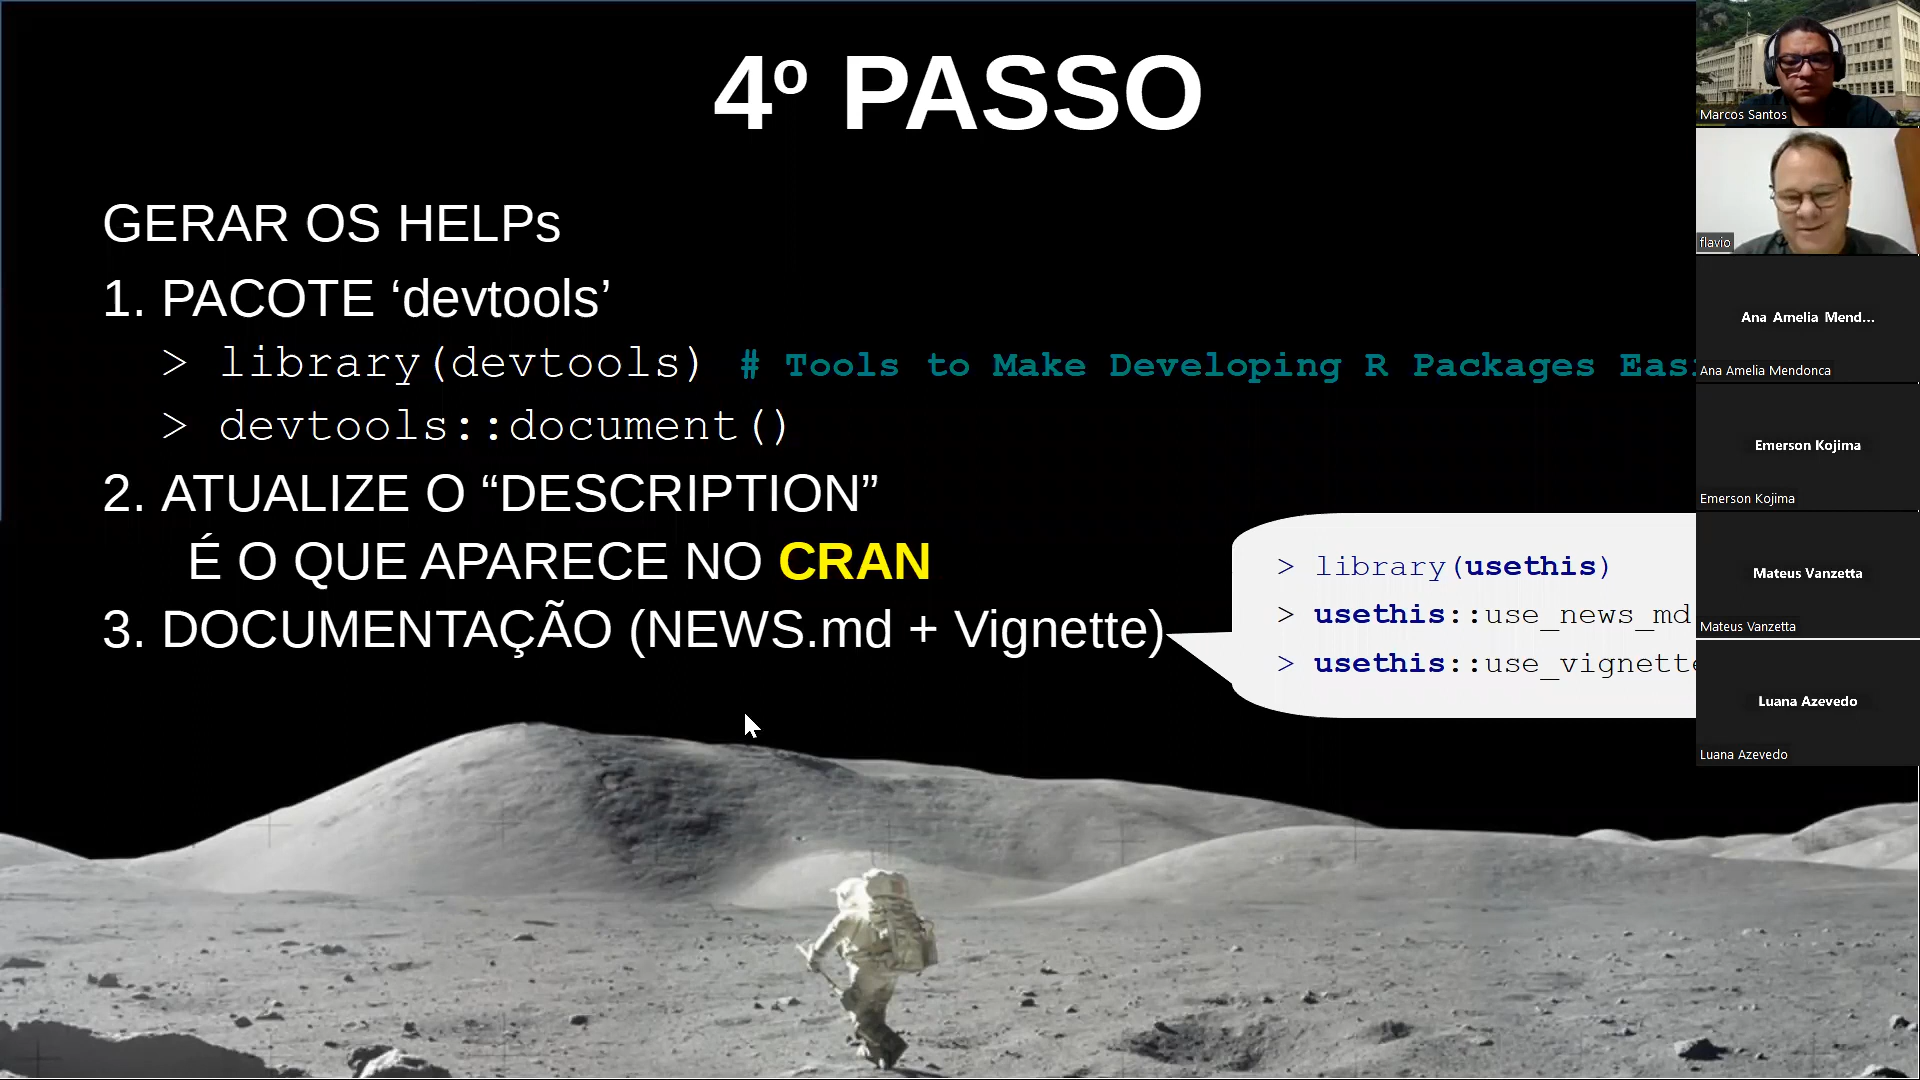 4º PASSO
GERAR OS HELPs
1. PACOTE ‘devtools’
> library(devtools) # Tools to Make Developing R Packages
> devtools::document()
2. ATUALIZE O “DESCRIPTION”
É O QUE APARECE NO CRAN
3. DOCUMENTAÇÃO (NEWS.md + Vignette)
> library(usethis)
> usethis::use_news_md
> usethis::
Marcos Santos
flavio
Ana Amelia Mend...
Ana Amelia Mendonca
Emerson Kojima
Emerson Kojima
Mateus Vanzetta
Mateus Vanzetta
Luana Azevedo
Luana Azevedo